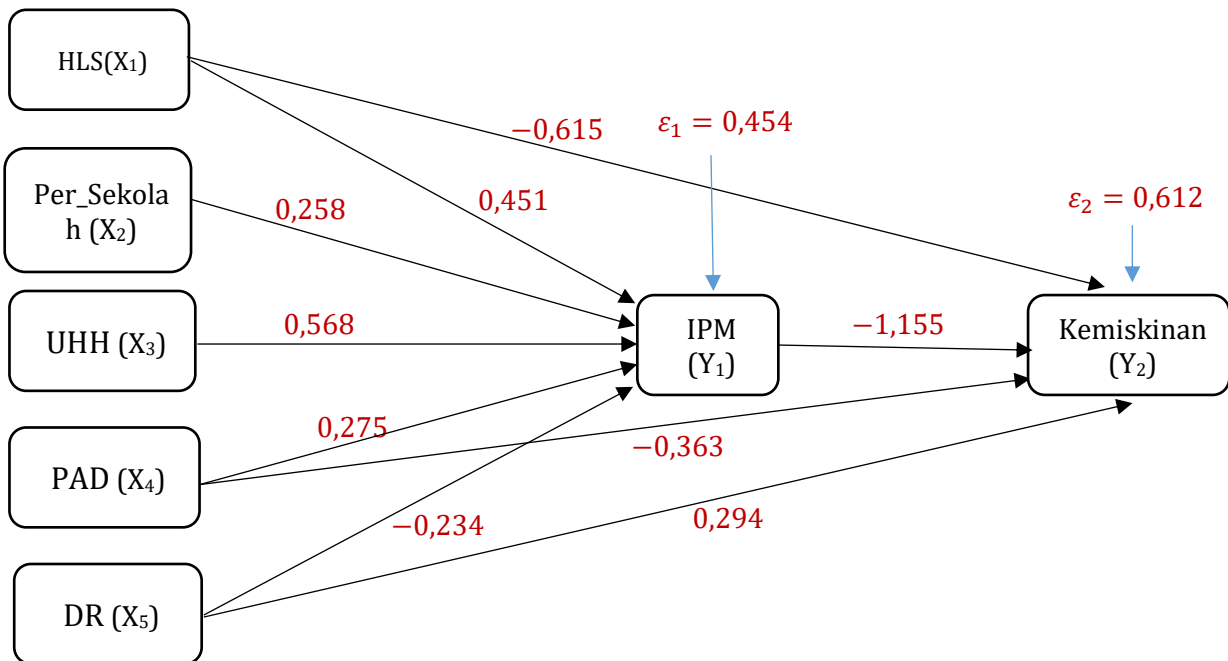 HLS(X₁)
−0,615
ε₁ = 0,454
Per_Sekola
h (X₂)
0,258
0,451
ε₂ = 0,612
UHH (X₃)
0,568
IPM
(Y₁)
−1,155
Kemiskinan
(Y₂)
PAD (X₄)
0,275
−0,363
−0,234
0,294
DR (X₅)